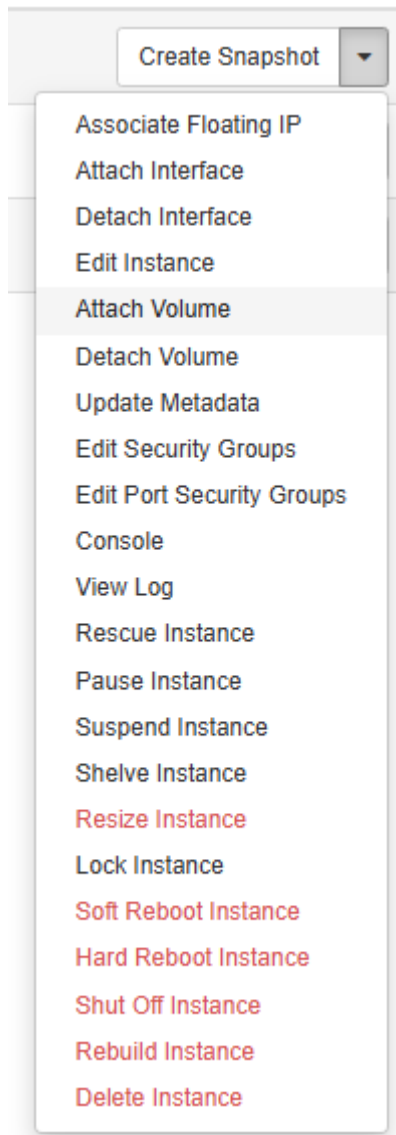 Create Snapshot
Associate Floating IP
Attach Interface
Detach Interface
Edit Instance
Attach Volume
Detach Volume
Update Metadata
Edit Security Groups
Edit Port Security Groups
Console
View Log
Rescue Instance
Pause Instance
Suspend Instance
Shelve Instance
Resize Instance
Lock Instance
Soft Reboot Instance
Hard Reboot Instance
Shut Off Instance
Rebuild Instance
Delete Instance